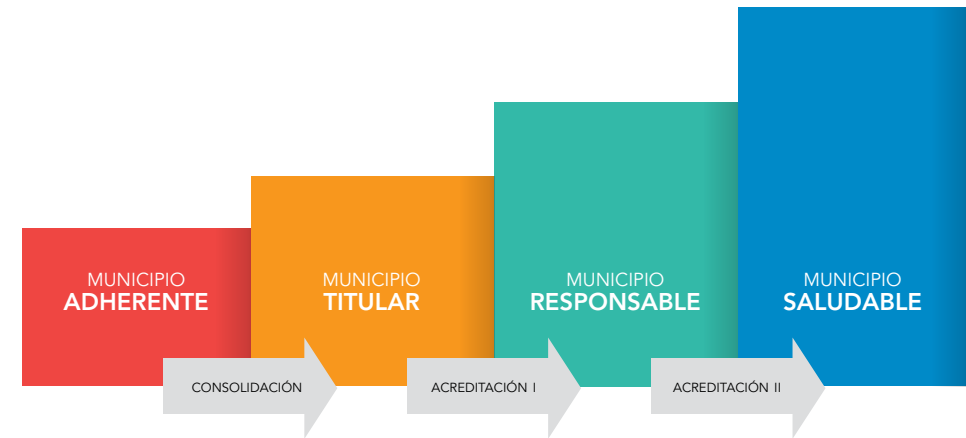 MUNICIPIO
ADHERENTE
MUNICIPIO
TITULAR
MUNICIPIO
RESPONSABLE
MUNICIPIO
SALUDABLE
CONSOLIDACIÓN
ACREDITACIÓN I
ACREDITACIÓN II